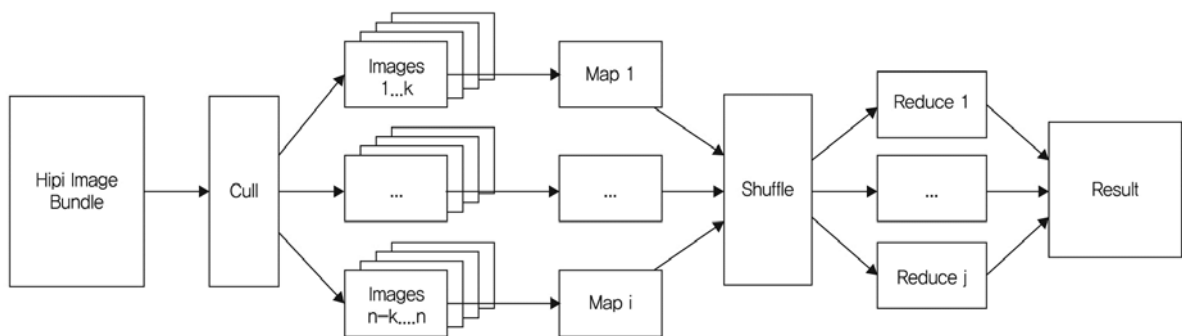 Hipi Image
Bundle
Cull
Images
1...k
...
Images
n-k....n
Map 1
...
Map i
Shuffle
Reduce 1
...
Reduce j
Result